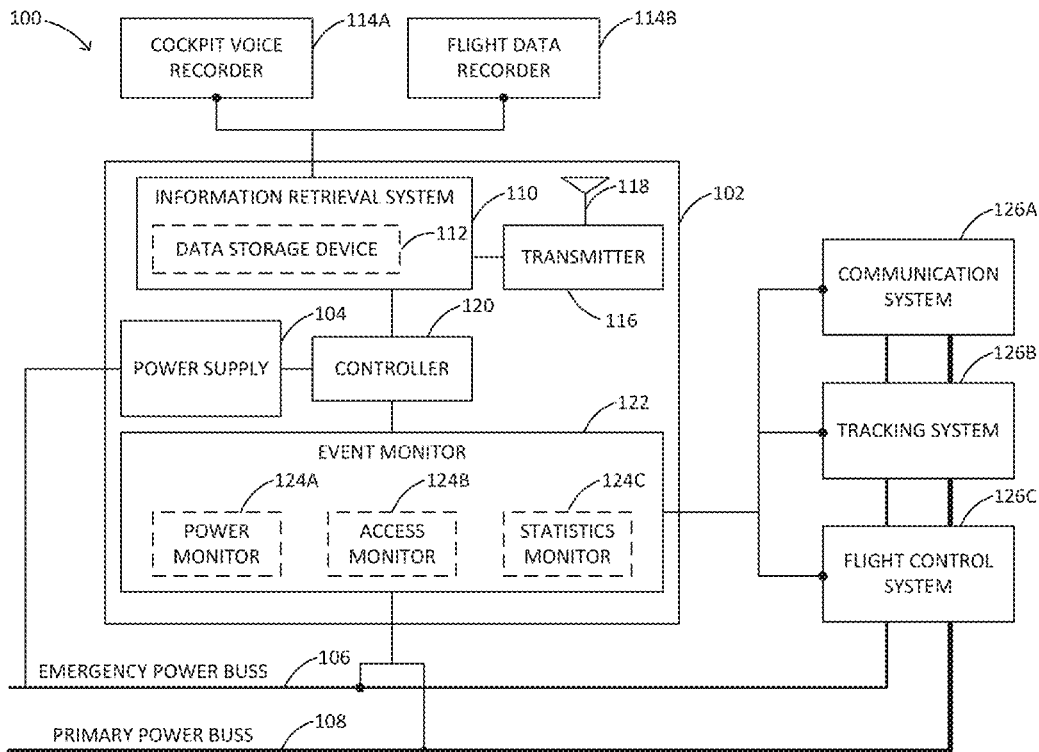 100
114A
114B
COCKPIT VOICE
RECORDER
FLIGHT DATA
RECORDER
INFORMATION RETRIEVAL SYSTEM
110
118
102
DATA STORAGE DEVICE
112
TRANSMITTER
116
126A
COMMUNICATION
SYSTEM
104
120
POWER SUPPLY
CONTROLLER
126B
TRACKING SYSTEM
122
EVENT MONITOR
124A
124B
124C
POWER
MONITOR
ACCESS
MONITOR
STATISTICS
MONITOR
126C
FLIGHT CONTROL
SYSTEM
EMERGENCY POWER BUSS
106
PRIMARY POWER BUSS
108